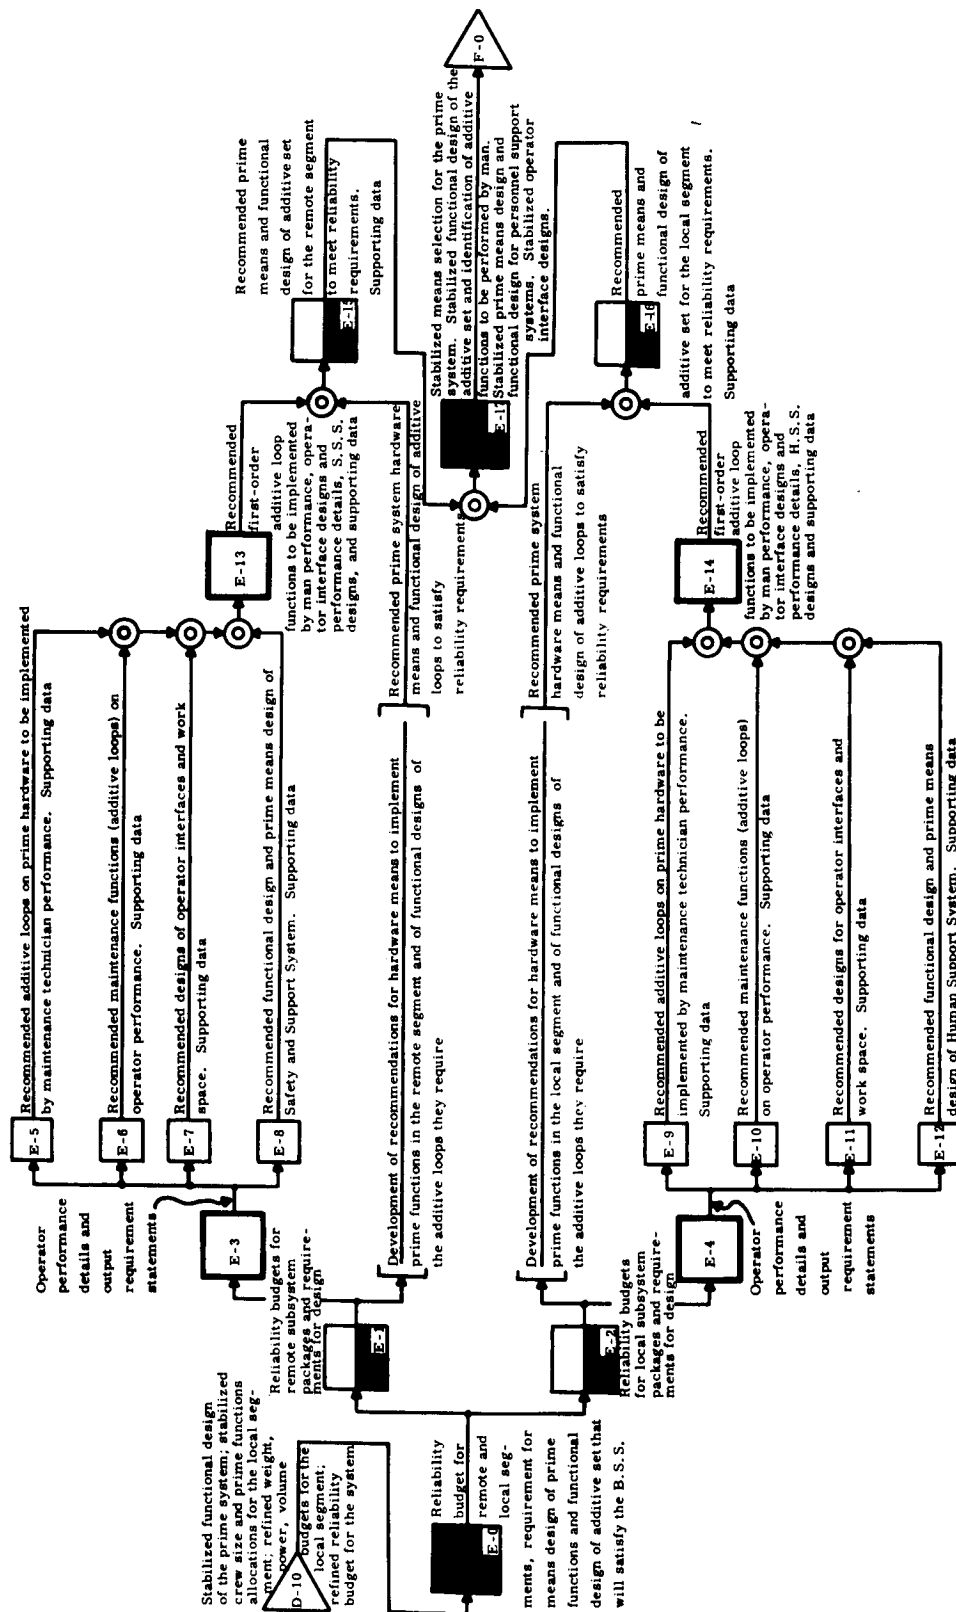 Stabilized functional design
of the prime system; stabilized
crew size and prime functions
allocations for the local seg-
ment; refined weight,
power, volume
budgets for the
local segment;
refined reliability
budget for the system
D-10
E-0
Reliability
budget for
remote and
local seg-
ments, requirement for
means design of prime
functions and functional
design of additive set that
will satisfy the B.S.S.
E-1
Reliability budgets for
remote subsystem
packages and require-
ments for design
E-2
Reliability budgets
for local subsystem
packages and require-
ments for design
E-3
Operator
performance
details and
output
requirement
statements
E-4
Operator
performance
details and
output
requirement
statements
E-5
Recommended additive loops on prime hardware to be implemented
by maintenance technician performance. Supporting data
E-6
Recommended maintenance functions (additive loops) on
operator performance. Supporting data
E-7
Recommended designs of operator interfaces and work
space. Supporting data
E-8
Recommended functional design and prime means design of
Safety and Support System. Supporting data
Development of recommendations for hardware means to implement
prime functions in the remote segment and of functional designs of
the additive loops they require
Development of recommendations for hardware means to implement
prime functions in the local segment and of functional designs of
the additive loops they require
E-9
Recommended additive loops on prime hardware to be
implemented by maintenance technician performance.
Supporting data
E-10
Recommended maintenance functions (additive loops)
on operator performance. Supporting data
E-11
Recommended designs for operator interfaces and
work space. Supporting data
E-12
Recommended functional design and prime means
design of Human Support System. Supporting data
E-13
Recommended
first-order
additive loop
functions to be implemented
by man performance, opera-
tor interface designs and
performance details, S.S.S.
designs, and supporting data
Recommended prime system hardware
means and functional design of additive
loops to satisfy
reliability requirements
Recommended prime system
hardware means and functional
design of additive loops to satisfy
reliability requirements
E-14
Recommended
first-order
additive loop
functions to be implemented
by man performance, opera-
tor interface designs and
performance details, H.S.S.
designs and supporting data
E-15
Recommended prime
means and functional
design of additive set
for the remote segment
to meet reliability
requirements.
Supporting data
E-16
Recommended
prime means and
functional design of
additive set for the local segment
to meet reliability requirements.
Supporting data
E-17
Stabilized means selection for the prime
system. Stabilized functional design of the
additive set and identification of additive
functions to be performed by man.
Stabilized prime means design and
functional design for personnel support
systems. Stabilized operator
interface designs.
F-0